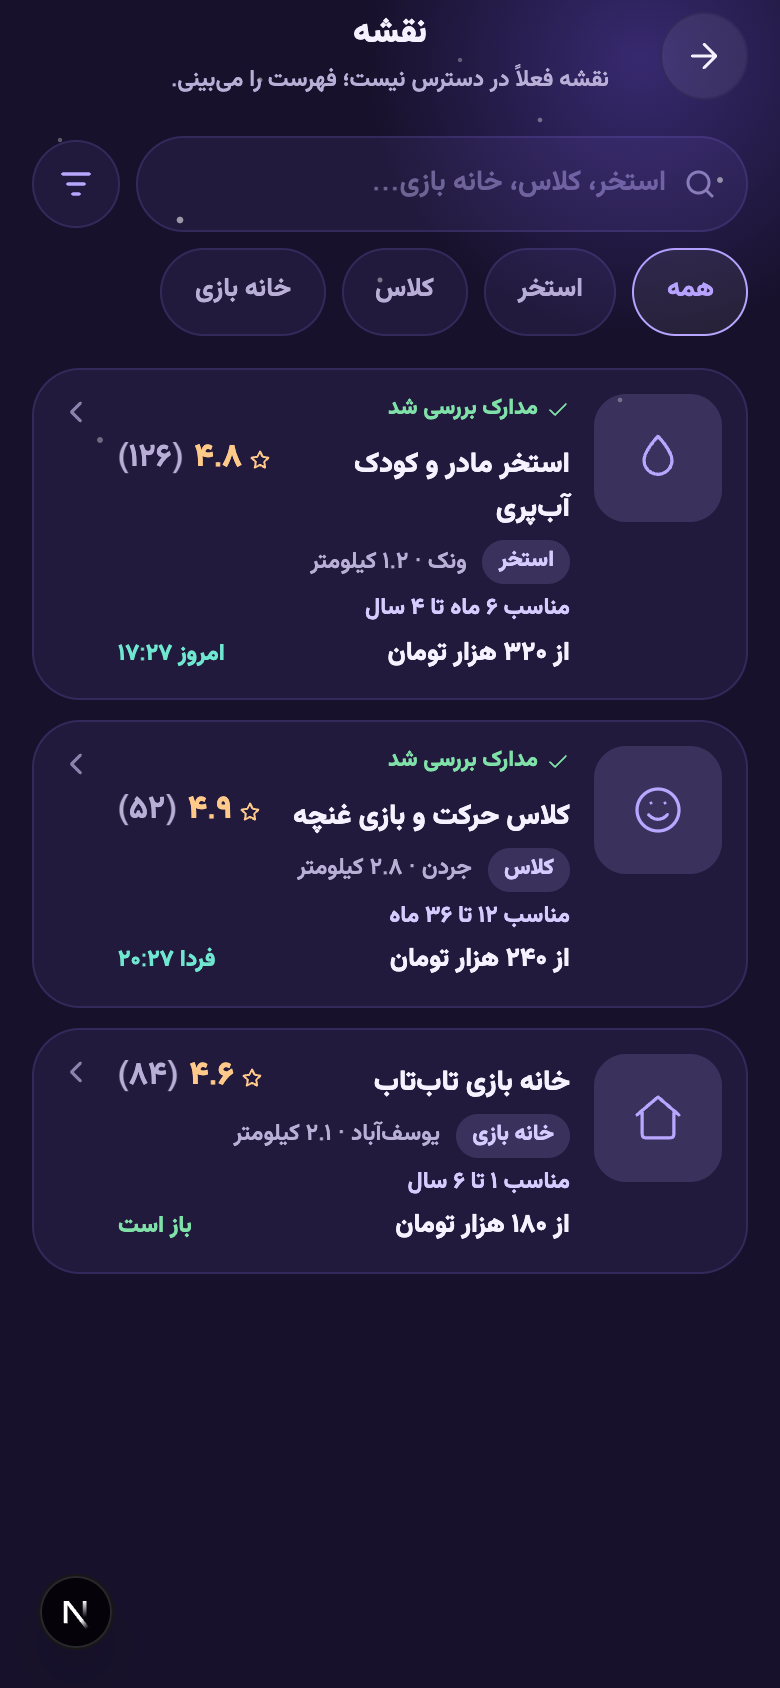 نقشه
نقشه فعلاً در دسترس نیست؛ فهرست را می‌بینی.
استخر، کلاس، خانه بازی...
همه
استخر
کلاس
خانه بازی
مدارک بررسی شد
استخر مادر و کودک
آب‌پری
۴.۸ (۱۲۶)
استخر
ونک · ۱.۲ کیلومتر
مناسب ۶ ماه تا ۴ سال
از ۳۲۰ هزار تومان
امروز ۱۷:۲۷
مدارک بررسی شد
کلاس حرکت و بازی غنچه
۴.۹ (۵۲)
کلاس
جردن · ۲.۸ کیلومتر
مناسب ۱۲ تا ۳۶ ماه
از ۲۴۰ هزار تومان
فردا ۲۰:۲۷
خانه بازی تاب‌تاب
۴.۶ (۸۴)
خانه بازی
یوسف‌آباد · ۲.۱ کیلومتر
مناسب ۱ تا ۶ سال
از ۱۸۰ هزار تومان
باز است
N